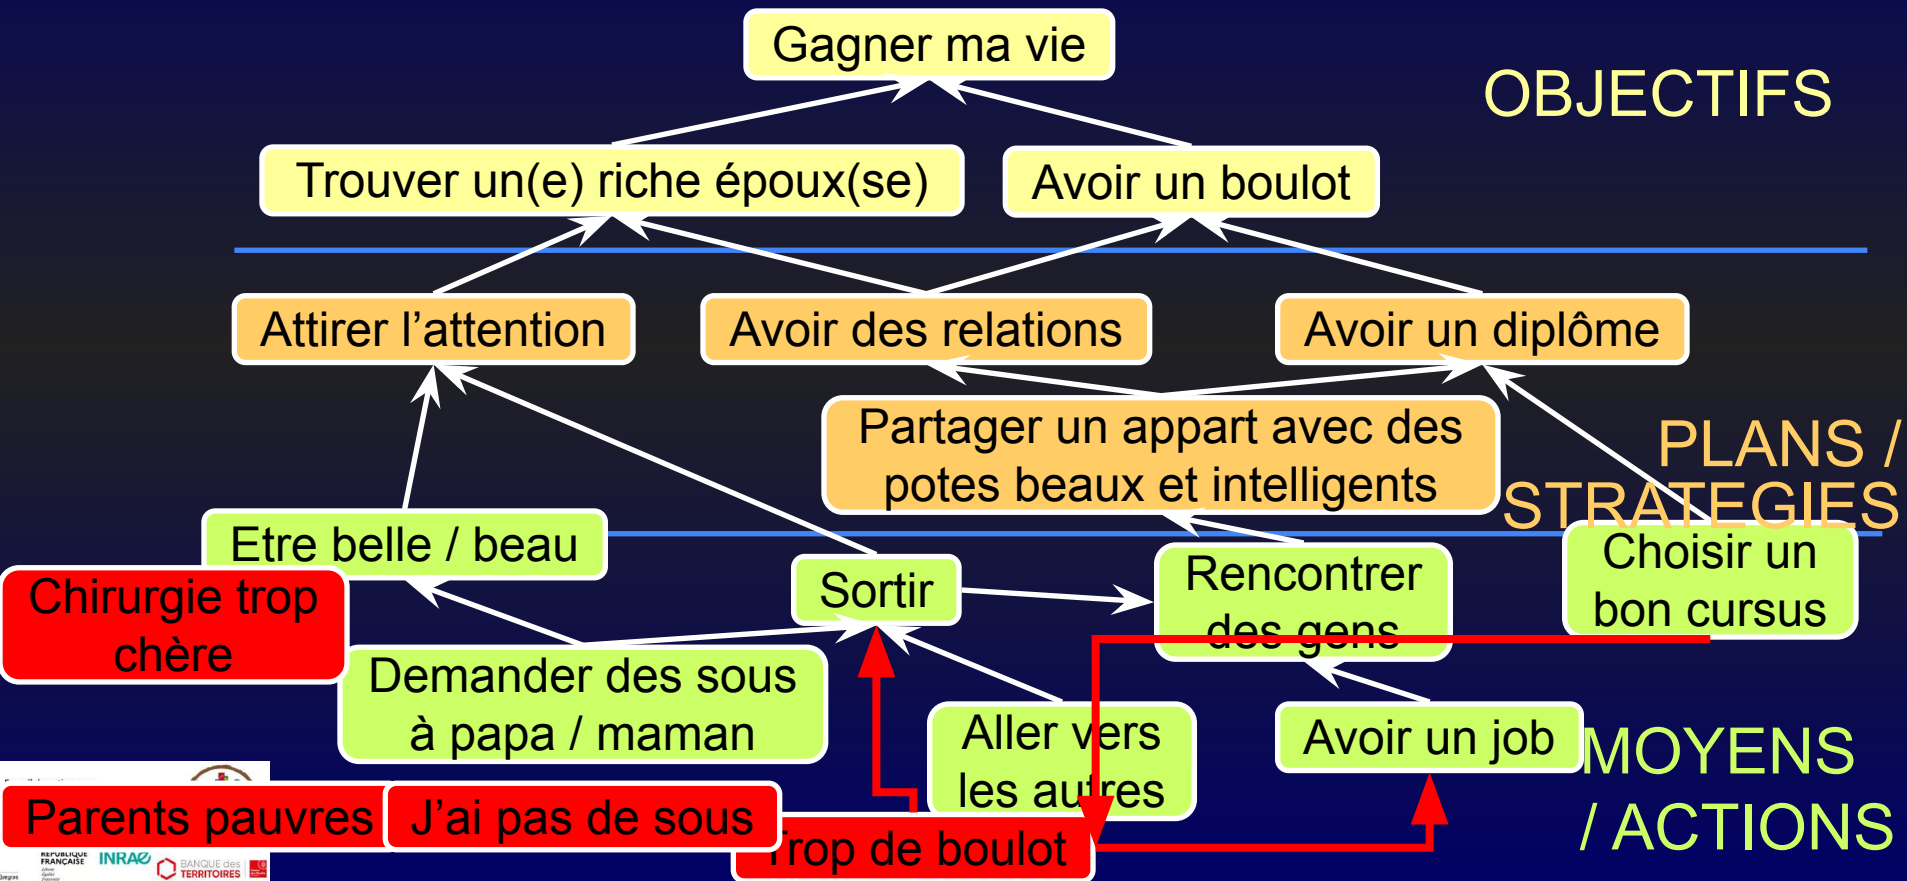 Gagner ma vie
OBJECTIFS
Trouver un(e) riche époux(se)
Avoir un boulot
Attirer l'attention
Avoir des relations
Avoir un diplôme
Partager un appart avec des
potes beaux et intelligents
PLANS /
STRATEGIES
Etre belle / beau
Sortir
Rencontrer
des gens
Choisir un
bon cursus
Chirurgie trop
chère
Demander des sous
à papa / maman
Aller vers
les autres
Avoir un job
MOYENS
/ ACTIONS
Parents pauvres
J'ai pas de sous
Trop de boulot
RÉPUBLIQUE
FRANÇAISE
INRAE
BANQUE des
TERRITOIRES